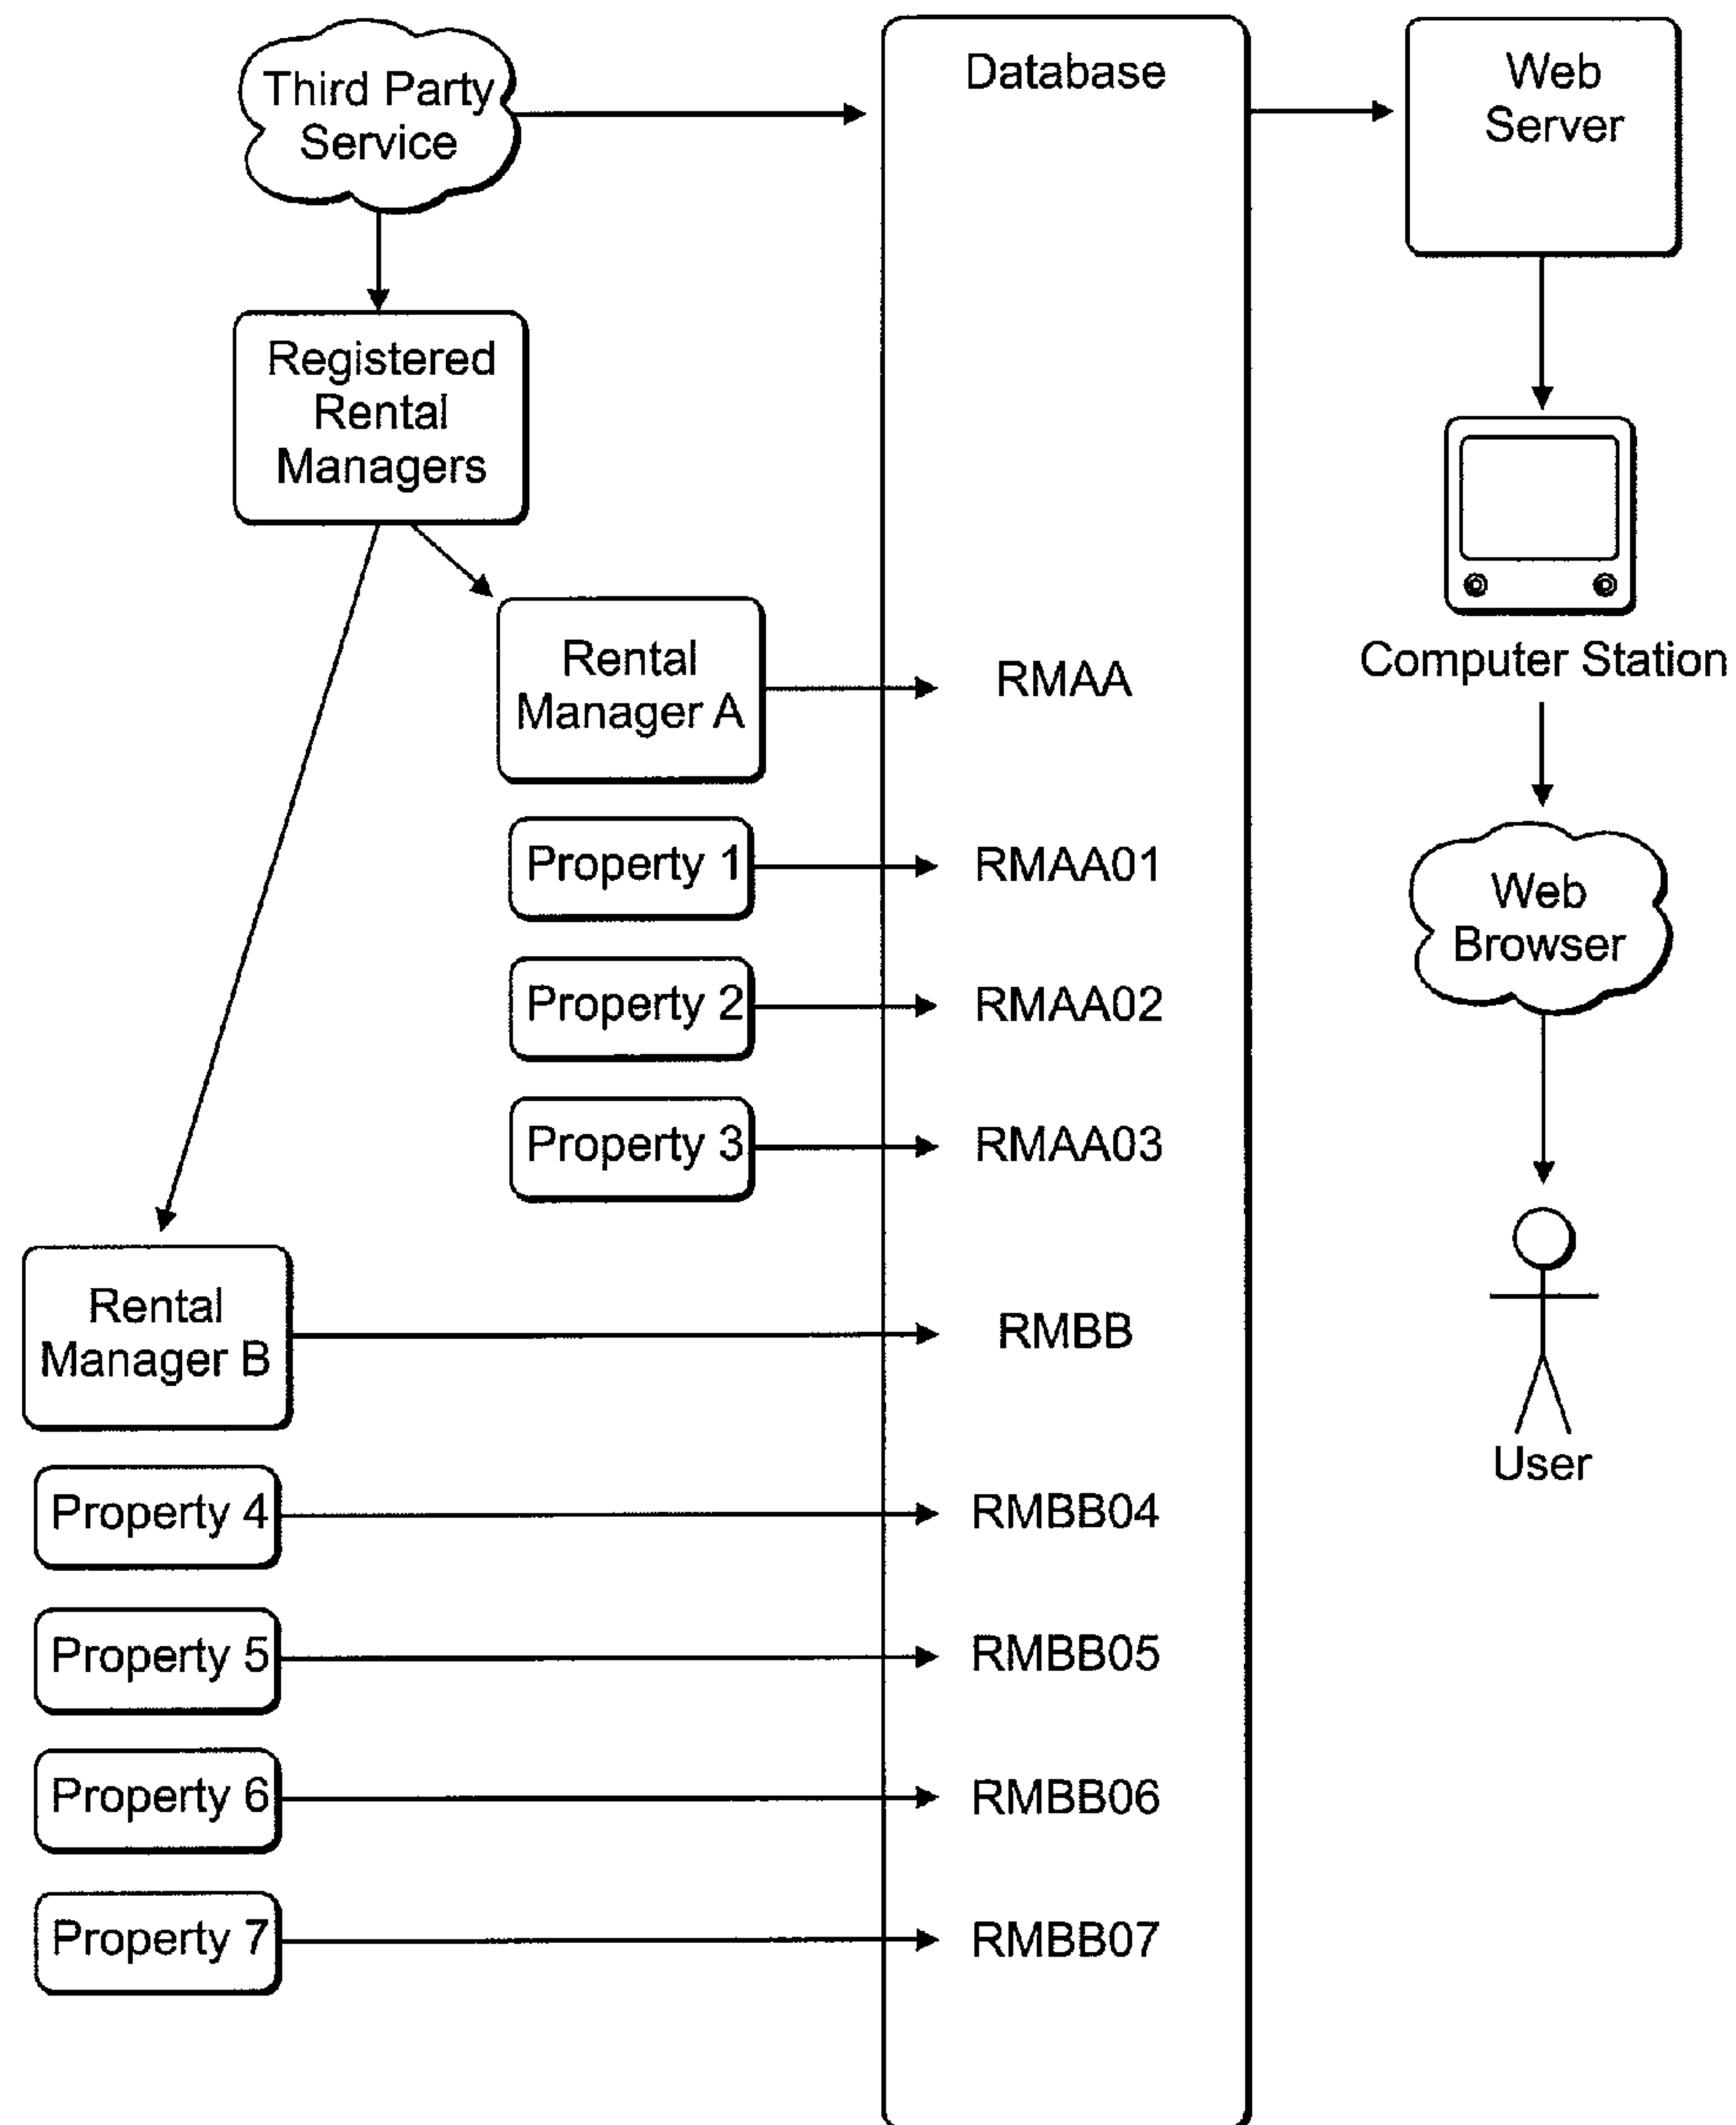 Third Party
Service
Database
Web
Server
Registered
Rental
Managers
Rental
Manager A
RMAA
Computer Station
Property 1
RMAA01
Web
Browser
Property 2
RMAA02
Property 3
RMAA03
Rental
Manager B
RMBB
User
Property 4
RMBB04
Property 5
RMBB05
Property 6
RMBB06
Property 7
RMBB07